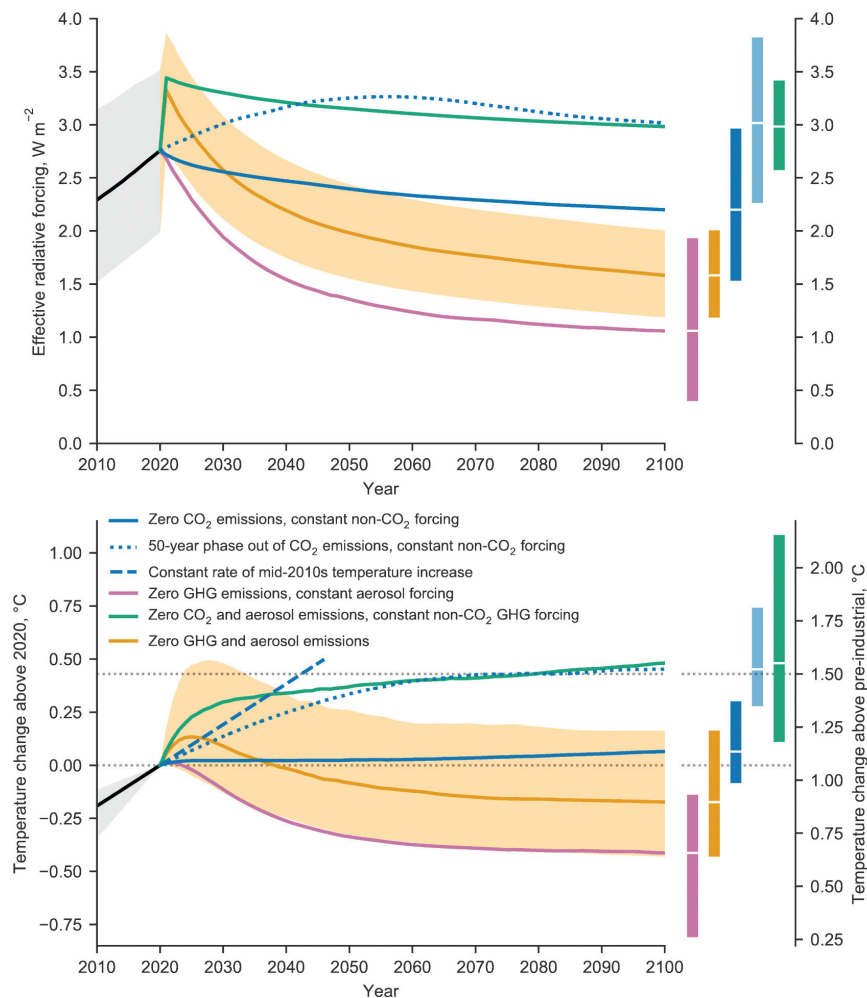 Effective radiative forcing, W m⁻²
4.0 4.0
3.5 3.5
3.0 3.0
2.5 2.5
2.0 2.0
1.5 1.5
1.0 1.0
0.5 0.5
0.0 0.0
2010 2020 2030 2040 2050 2060 2070 2080 2090 2100
Year
Zero CO₂ emissions, constant non-CO₂ forcing
50-year phase out of CO₂ emissions, constant non-CO₂ forcing
Constant rate of mid-2010s temperature increase
Zero GHG emissions, constant aerosol forcing
Zero CO₂ and aerosol emissions, constant non-CO₂ GHG forcing
Zero GHG and aerosol emissions
Temperature change above 2020, °C
1.00
0.75
0.50
0.25
0.00
−0.25
−0.50
−0.75
2010 2020 2030 2040 2050 2060 2070 2080 2090 2100
Year
2.00
1.75
1.50
1.25
1.00
0.75
0.50
0.25
Temperature change above pre-industrial, °C